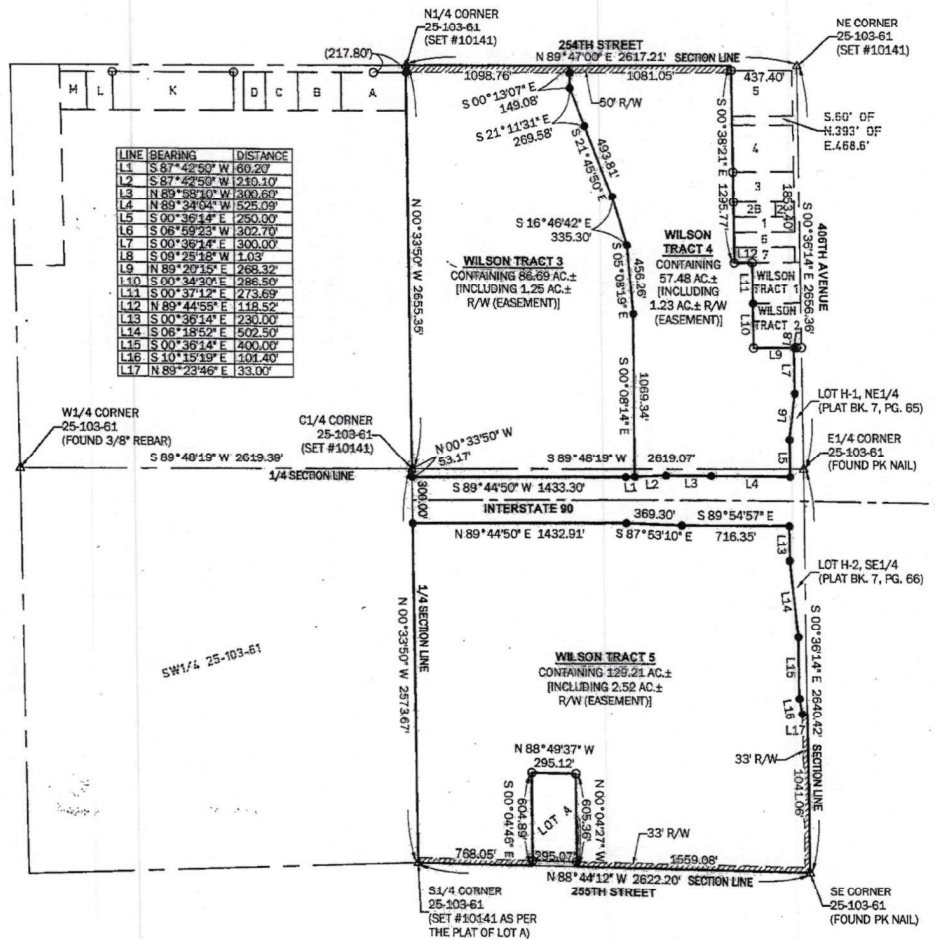 N1/4 CORNER
25-103-61
(SET #10141)
NE CORNER
25-103-61
(SET #10141)
(217.80')
254TH STREET
N 89°47'00" E 2617.21' SECTION LINE
1098.76'
1081.05'
437.40'
50' R/W
M
L
K
D
C
B
A
S 00°13'07" E
149.08'
S 21°11'31" E
269.58'
S 21°45'50" E
493.81'
S 16°46'42" E
335.30'
S 05°08'19" E
456.26'
S 00°08'14" E
1069.34'
S 00°38'21" E
1295.77'
5
4
3
2B
1
6
7
S.60' OF
N.393' OF
E.468.6'
1853.40'
S 00°36'14" E 2656.36'
406TH AVENUE
LINE BEARING DISTANCE
L1 S 87°42'50" W 60.20'
L2 S 87°42'50" W 210.10'
L3 N 89°58'10" W 300.60'
L4 N 89°34'04" W 525.09'
L5 S 00°36'14" E 250.00'
L6 S 06°59'23" W 302.70'
L7 S 00°36'14" E 300.00'
L8 S 09°25'18" W 1.03'
L9 N 89°20'15" E 268.32'
L10 S 00°34'30" E 286.50'
L11 S 00°37'12" E 273.69'
L12 N 89°44'55" E 118.52'
L13 S 00°36'14" E 230.00'
L14 S 06°18'52" E 502.50'
L15 S 00°36'14" E 400.00'
L16 S 10°15'19" E 101.40'
L17 N 89°23'46" E 33.00'
N 00°33'50" W 2655.35'
WILSON TRACT 3
CONTAINING 86.69 AC.±
[INCLUDING 1.25 AC.±
R/W (EASEMENT)]
WILSON
TRACT 4
CONTAINING
57.48 AC.±
[INCLUDING
1.23 AC.± R/W
(EASEMENT)]
L12
L11
L10
L9
L8
L7
L6
L5
WILSON
TRACT 1
WILSON
TRACT 2
LOT H-1, NE1/4
(PLAT BK. 7, PG. 65)
W1/4 CORNER
25-103-61
(FOUND 3/8" REBAR)
C1/4 CORNER
25-103-61
(SET #10141)
E1/4 CORNER
25-103-61
(FOUND PK NAIL)
N 00°33'50" W
53.17'
S 89°48'19" W 2619.39'
1/4 SECTION LINE
S 89°48'19" W 2619.07'
S 89°44'50" W 1433.30'
L1
L2
L3
L4
300.00'
INTERSTATE 90
N 89°44'50" E 1432.91'
369.30'
S 87°53'10" E
S 89°54'57" E
716.35'
L13
L14
L15
L16
L17
LOT H-2, SE1/4
(PLAT BK. 7, PG. 66)
1/4 SECTION LINE
N 00°33'50" W 2573.67'
SW1/4 25-103-61
WILSON TRACT 5
CONTAINING 129.21 AC.±
[INCLUDING 2.52 AC.±
R/W (EASEMENT)]
S 00°36'14" E 2640.42' SECTION LINE
33' R/W
1041.06'
N 88°49'37" W
295.12'
S 00°04'46" E
604.89'
LOT A
N 00°04'27" W
605.36'
33' R/W
768.05'
295.07'
1559.08'
N 88°44'12" W 2622.20' SECTION LINE
255TH STREET
S1/4 CORNER
25-103-61
(SET #10141 AS PER
THE PLAT OF LOT A)
SE CORNER
25-103-61
(FOUND PK NAIL)